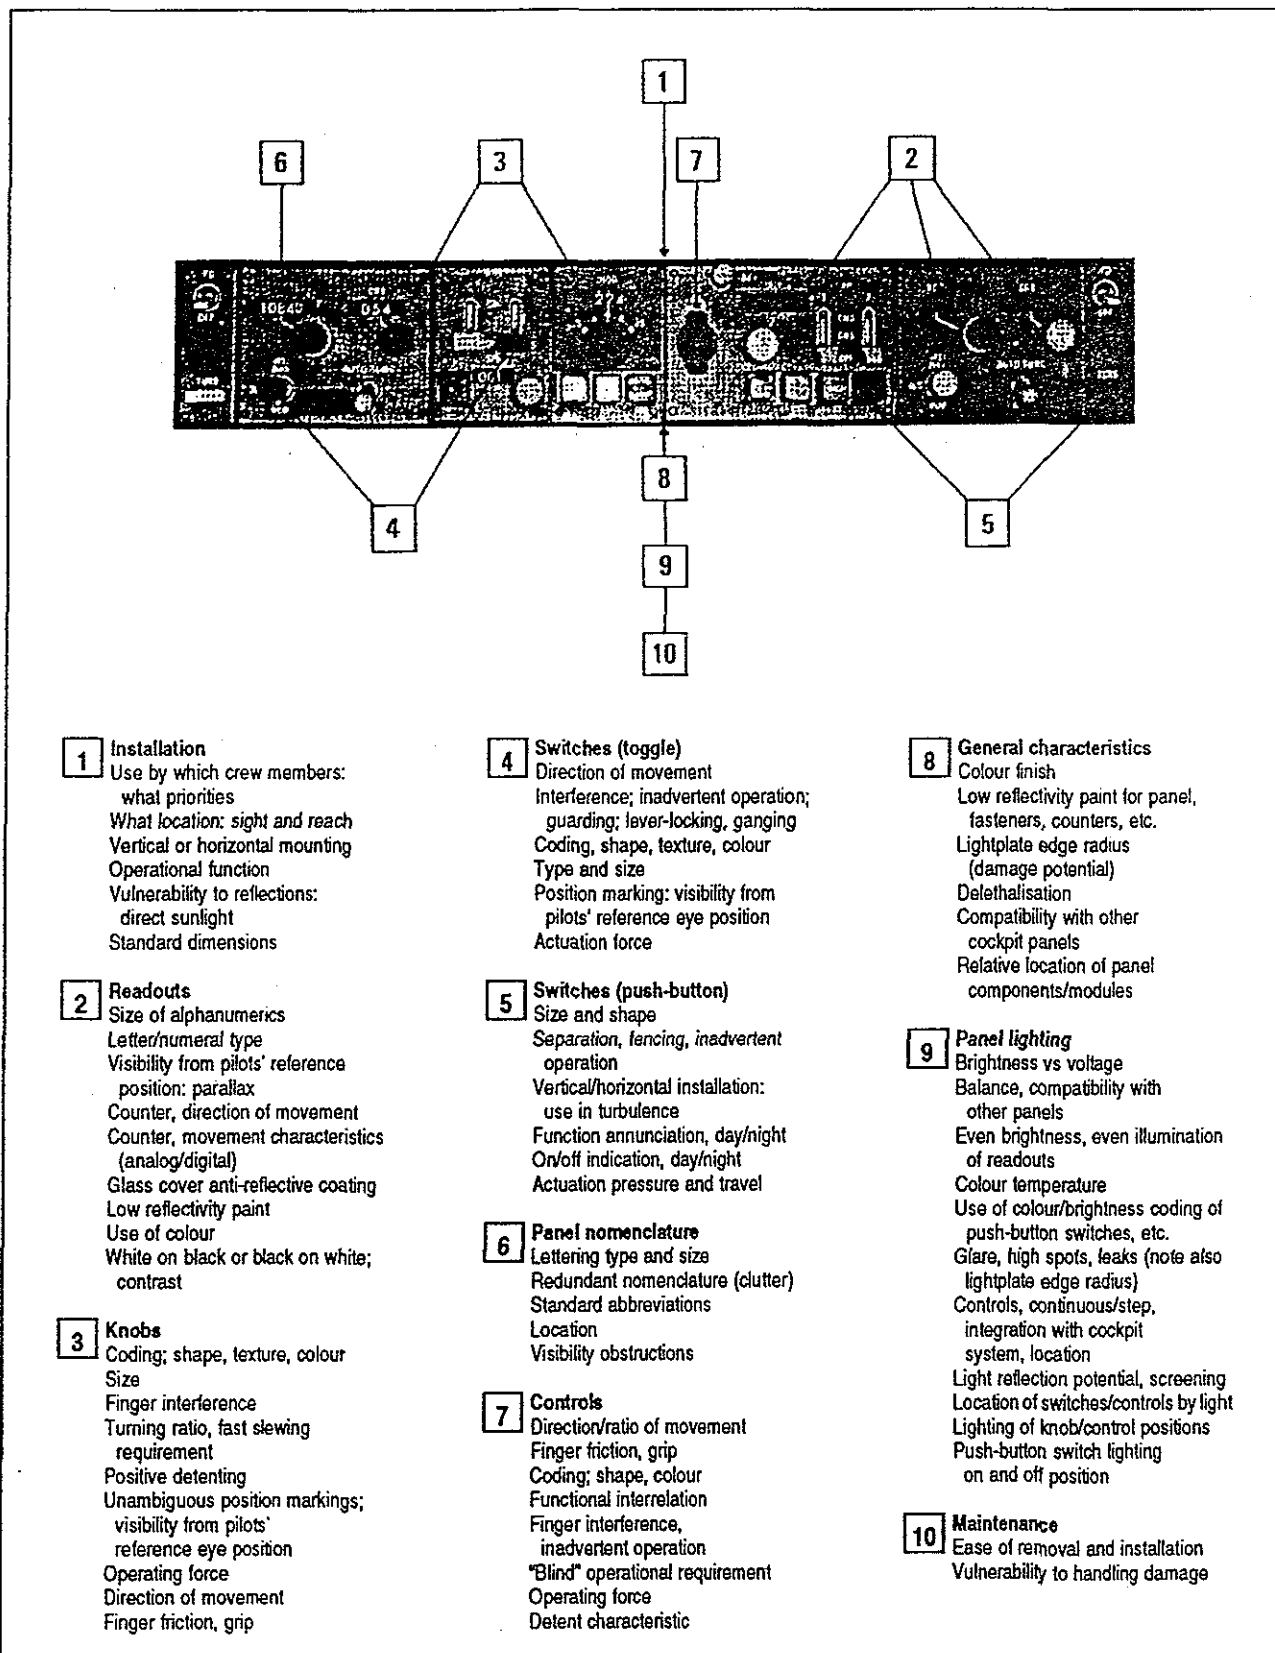 1
6
3
7
2
10640
034
4
8
5
9
10
1 Installation
Use by which crew members:
what priorities
What location: sight and reach
Vertical or horizontal mounting
Operational function
Vulnerability to reflections:
direct sunlight
Standard dimensions
2 Readouts
Size of alphanumerics
Letter/numeral type
Visibility from pilots' reference
position: parallax
Counter, direction of movement
Counter, movement characteristics
(analog/digital)
Glass cover anti-reflective coating
Low reflectivity paint
Use of colour
White on black or black on white;
contrast
3 Knobs
Coding; shape, texture, colour
Size
Finger interference
Turning ratio, fast slewing
requirement
Positive detenting
Unambiguous position markings;
visibility from pilots'
reference eye position
Operating force
Direction of movement
Finger friction, grip
4 Switches (toggle)
Direction of movement
Interference; inadvertent operation;
guarding; lever-locking, ganging
Coding, shape, texture, colour
Type and size
Position marking: visibility from
pilots' reference eye position
Actuation force
5 Switches (push-button)
Size and shape
Separation, fencing, inadvertent
operation
Vertical/horizontal installation:
use in turbulence
Function annunciation, day/night
On/off indication, day/night
Actuation pressure and travel
6 Panel nomenclature
Lettering type and size
Redundant nomenclature (clutter)
Standard abbreviations
Location
Visibility obstructions
7 Controls
Direction/ratio of movement
Finger friction, grip
Coding; shape, colour
Functional interrelation
Finger interference,
inadvertent operation
"Blind" operational requirement
Operating force
Detent characteristic
8 General characteristics
Colour finish
Low reflectivity paint for panel,
fasteners, counters, etc.
Lightplate edge radius
(damage potential)
Delethalisation
Compatibility with other
cockpit panels
Relative location of panel
components/modules
9 Panel lighting
Brightness vs voltage
Balance, compatibility with
other panels
Even brightness, even illumination
of readouts
Colour temperature
Use of colour/brightness coding of
push-button switches, etc.
Glare, high spots, leaks (note also
lightplate edge radius)
Controls, continuous/step,
integration with cockpit
system, location
Light reflection potential, screening
Location of switches/controls by light
Lighting of knob/control positions
Push-button switch lighting
on and off position
10 Maintenance
Ease of removal and installation
Vulnerability to handling damage